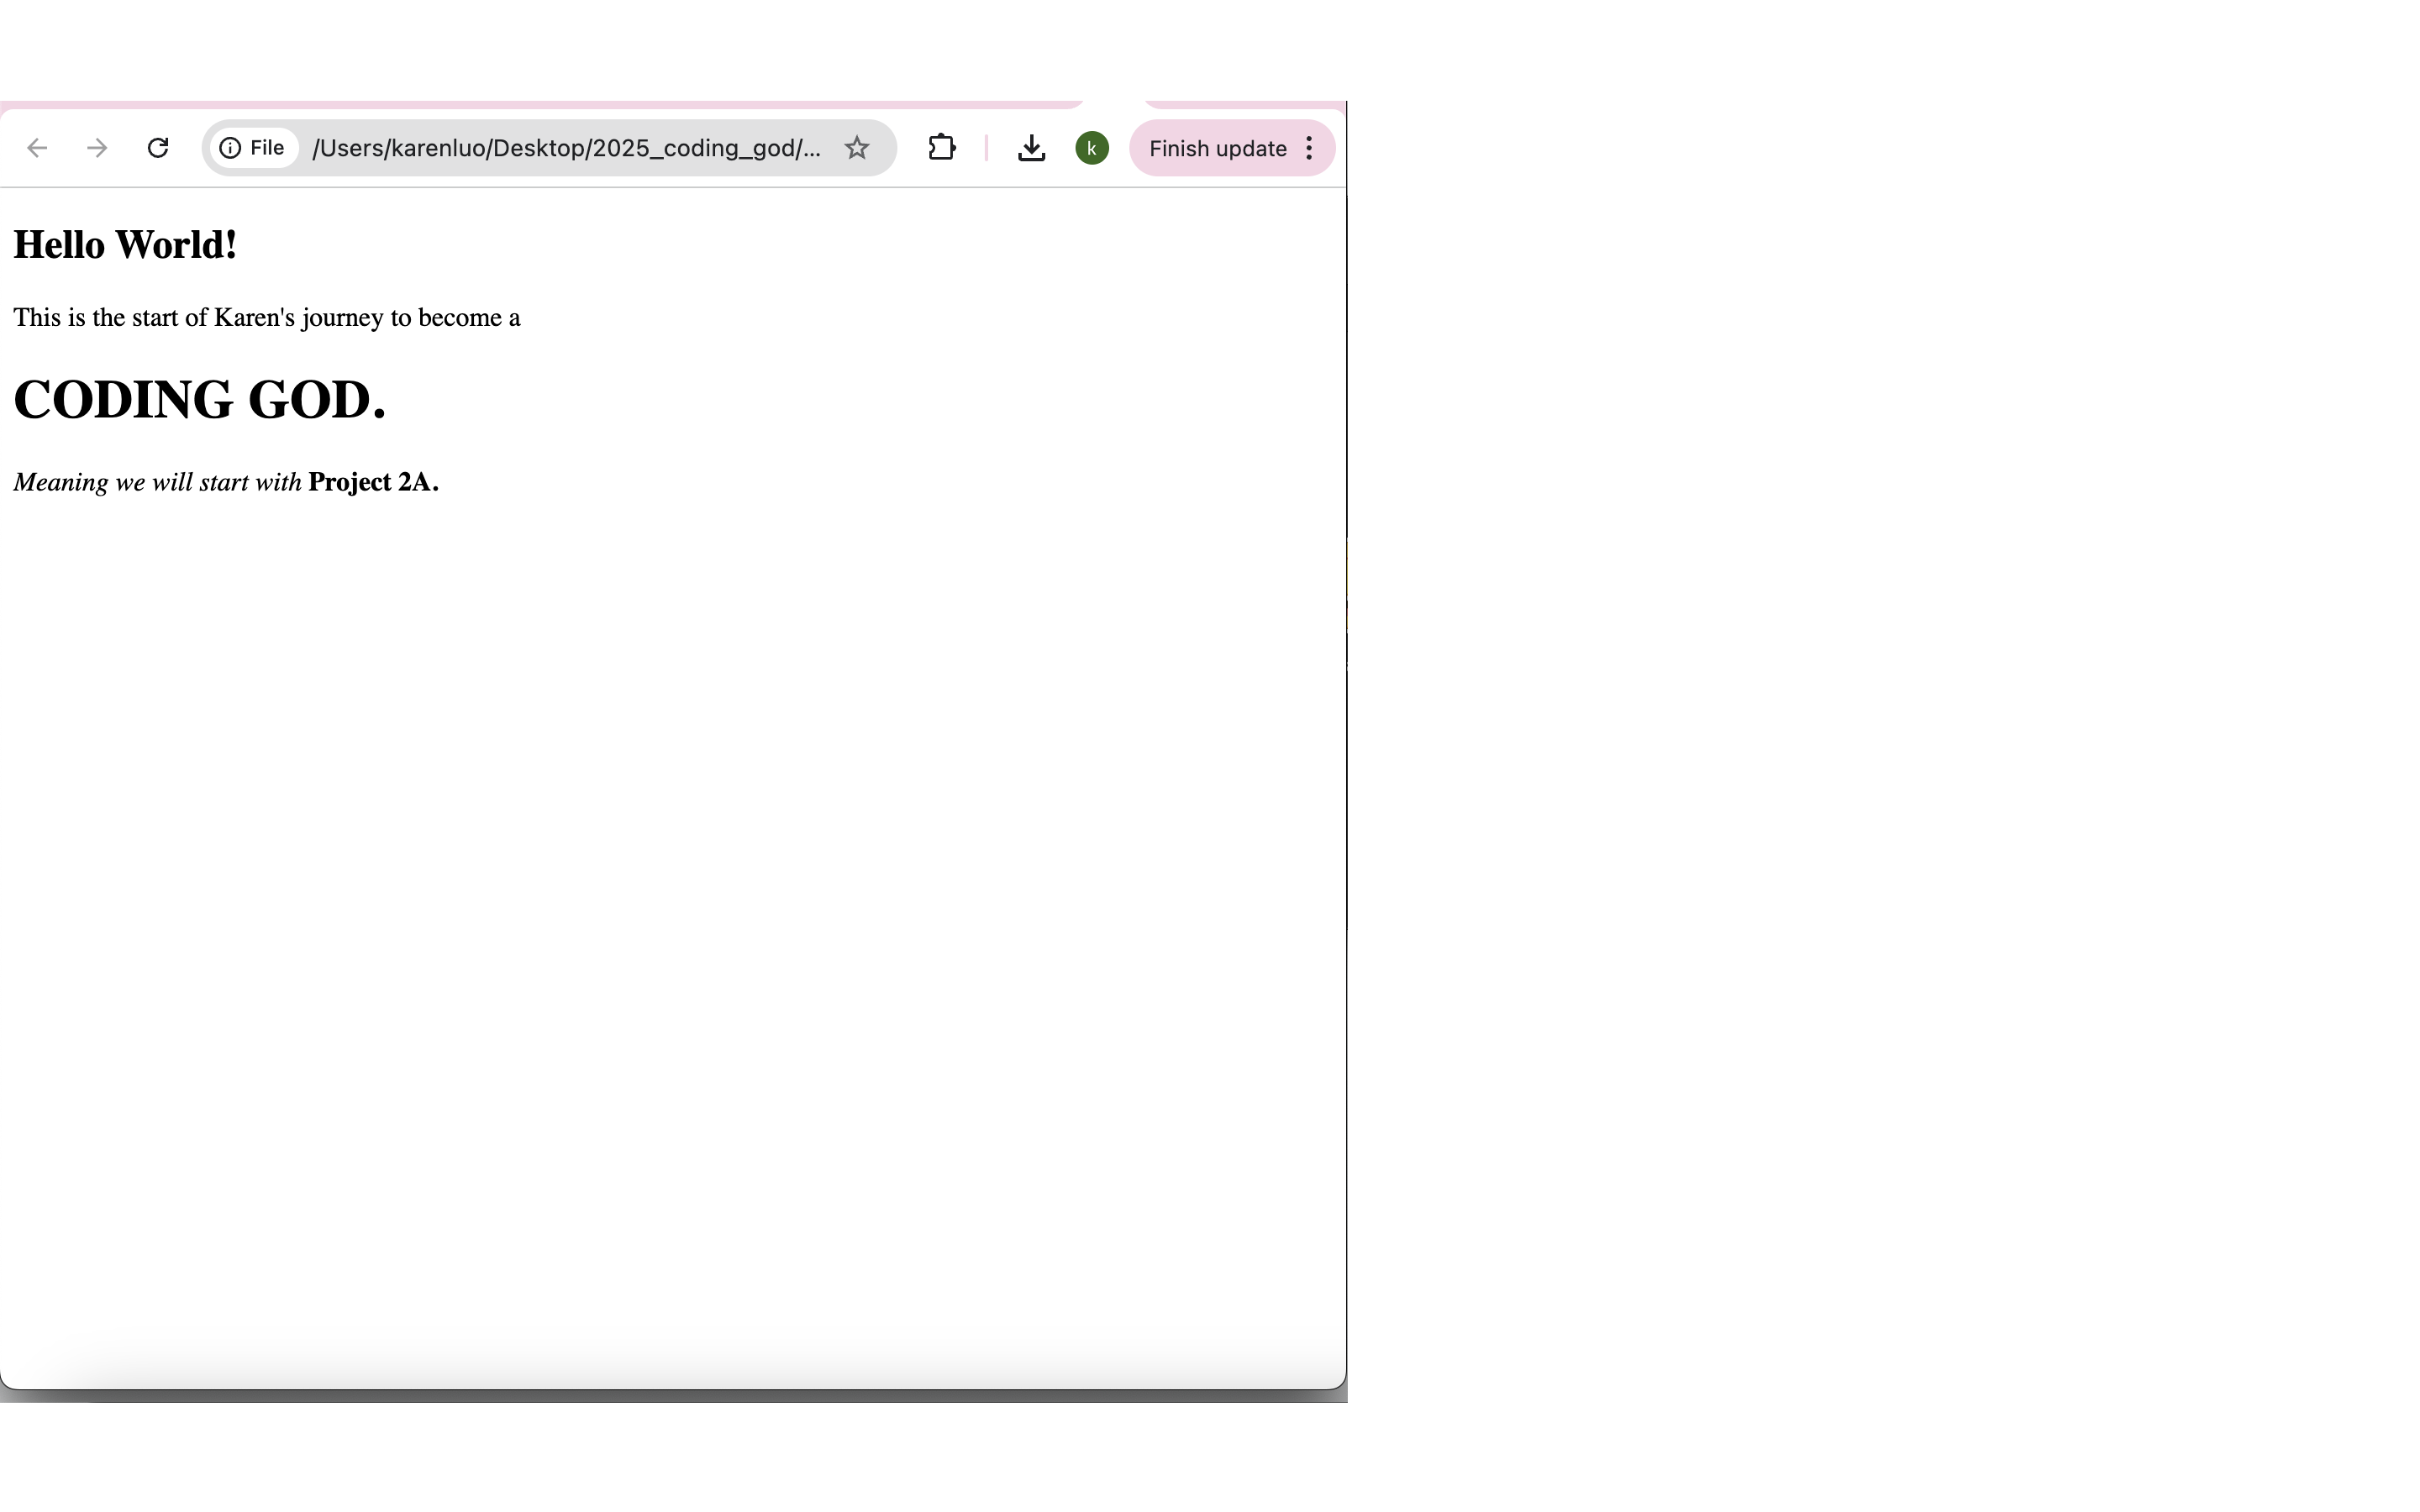 File /Users/karenluo/Desktop/2025_coding_god/... k Finish update
Hello World!
This is the start of Karen's journey to become a
CODING GOD.
Meaning we will start with Project 2A.